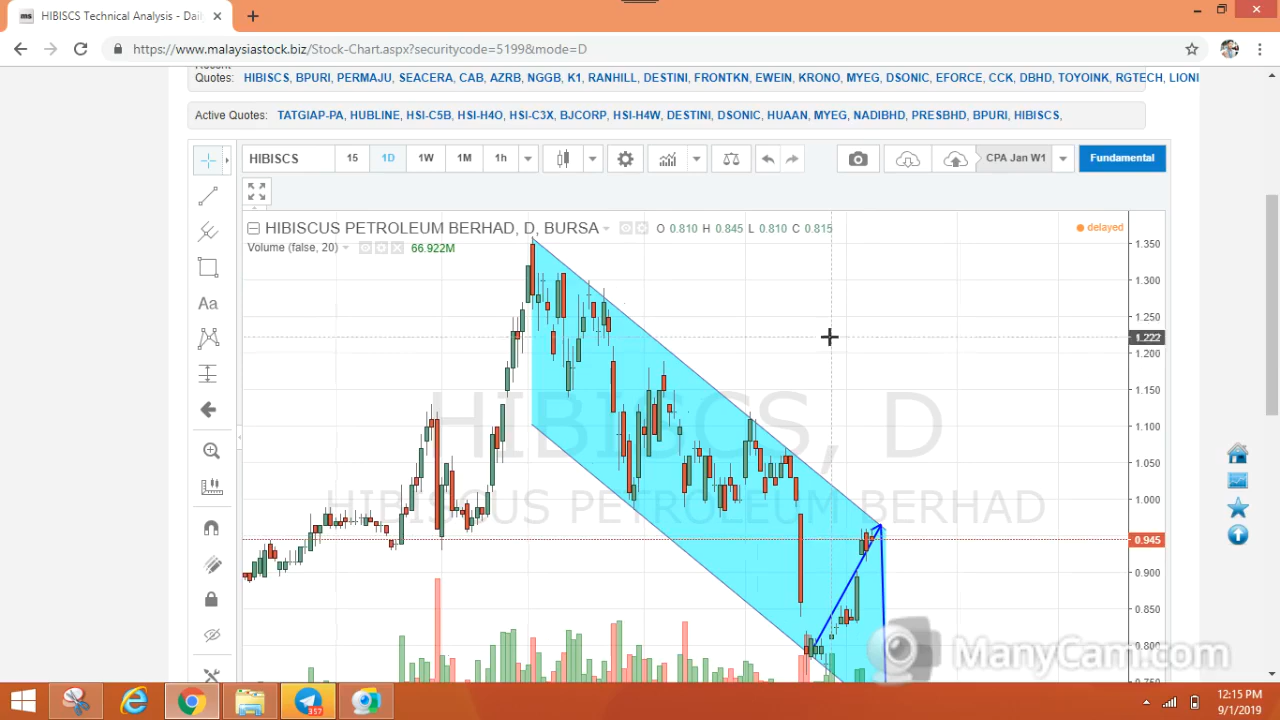 ms HIBISCS Technical Analysis - Dai
https://www.malaysiastock.biz/Stock-Chart.aspx?securitycode=5199&mode=D
Recent
Quotes: HIBISCS, BPURI, PERMAJU, SEACERA, CAB, AZRB, NGGB, K1, RANHILL, DESTINI, FRONTKN, EWEIN, KRONO, MYEG, DSONIC, EFORCE, CCK, DBHD, TOYOINK, RGTECH, LIONI
Active Quotes: TATGIAP-PA, HUBLINE, HSI-C5B, HSI-H4O, HSI-C3X, BJCORP, HSI-H4W, DESTINI, DSONIC, HUAAN, MYEG, NADIBHD, PRESBHD, BPURI, HIBISCS,
HIBISCS 15 1D 1W 1M 1h CPA Jan W1 Fundamental
HIBISCUS PETROLEUM BERHAD, D, BURSA O 0.810 H 0.845 L 0.810 C 0.815 delayed
Volume (false, 20) 66.922M
Aa
1.350
1.300
1.250
1.222
1.200
1.150
1.100
1.050
1.000
0.945
0.900
0.850
0.800
0.750
HIBISCS, D
HIBISCUS PETROLEUM BERHAD
ManyCam.com
357
12:15 PM
9/1/2019